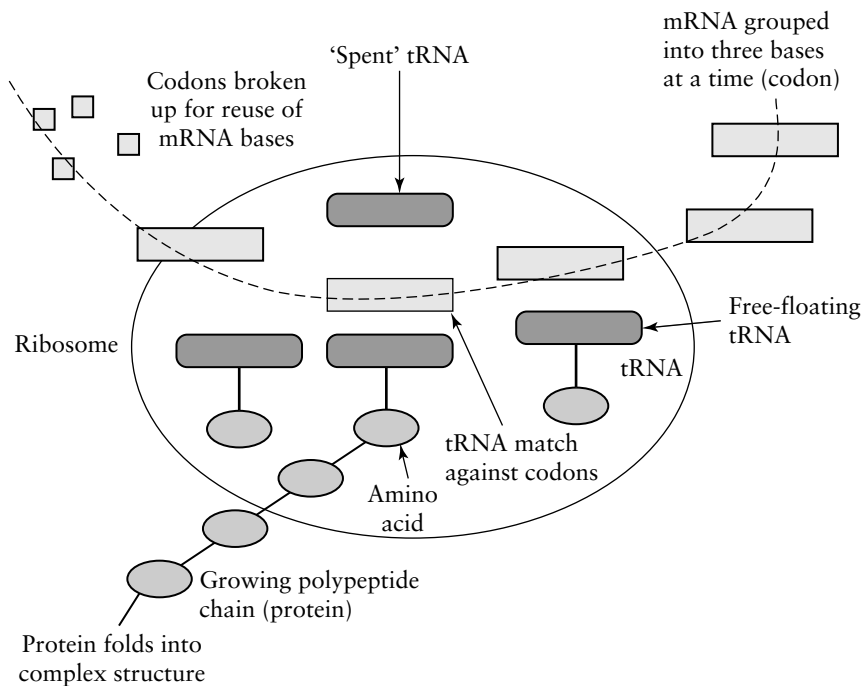 Codons broken
up for reuse of
mRNA bases
‘Spent’ tRNA
mRNA grouped
into three bases
at a time (codon)
Ribosome
Free-floating
tRNA
tRNA
tRNA match
against codons
Amino
acid
Growing polypeptide
chain (protein)
Protein folds into
complex structure